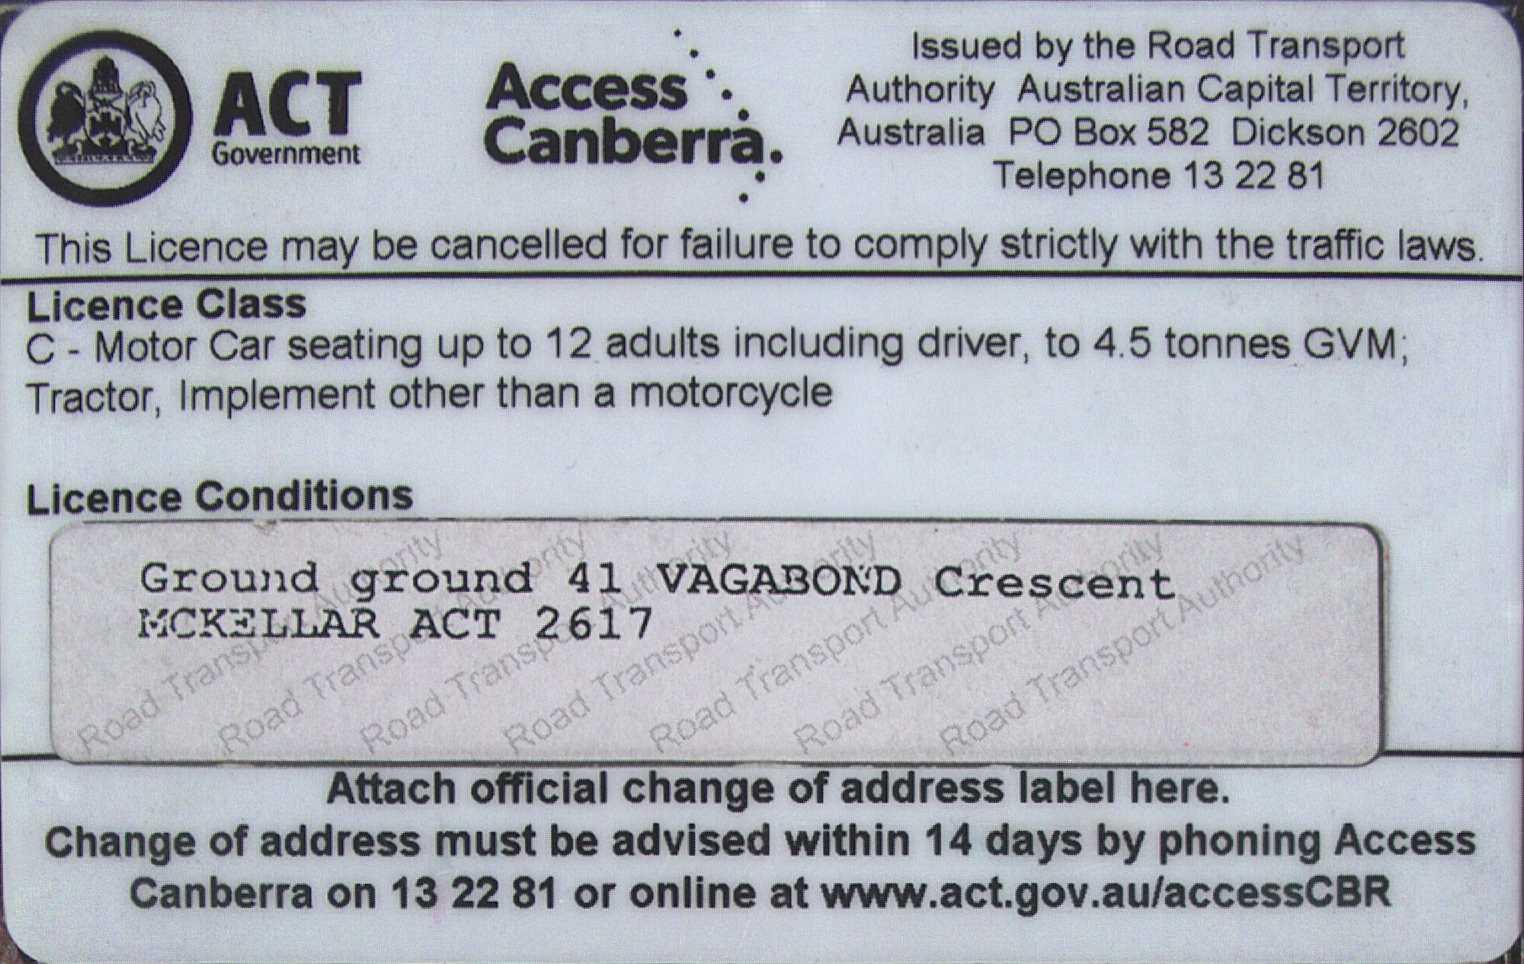 ACT
Government
Access
Canberra.
Issued by the Road Transport
Authority Australian Capital Territory,
Australia PO Box 582 Dickson 2602
Telephone 13 22 81
This Licence may be cancelled for failure to comply strictly with the traffic laws.
Licence Class
C - Motor Car seating up to 12 adults including driver, to 4.5 tonnes GVM;
Tractor, Implement other than a motorcycle
Licence Conditions
Ground ground 41 VAGABOND Crescent
MCKELLAR ACT 2617
Road Transport Authority
Road Transport Authority
Road Transport Authority
Road Transport Authority
Road Transport Authority
Road Transport Authority
Road Transport Authority
Attach official change of address label here.
Change of address must be advised within 14 days by phoning Access
Canberra on 13 22 81 or online at www.act.gov.au/accessCBR